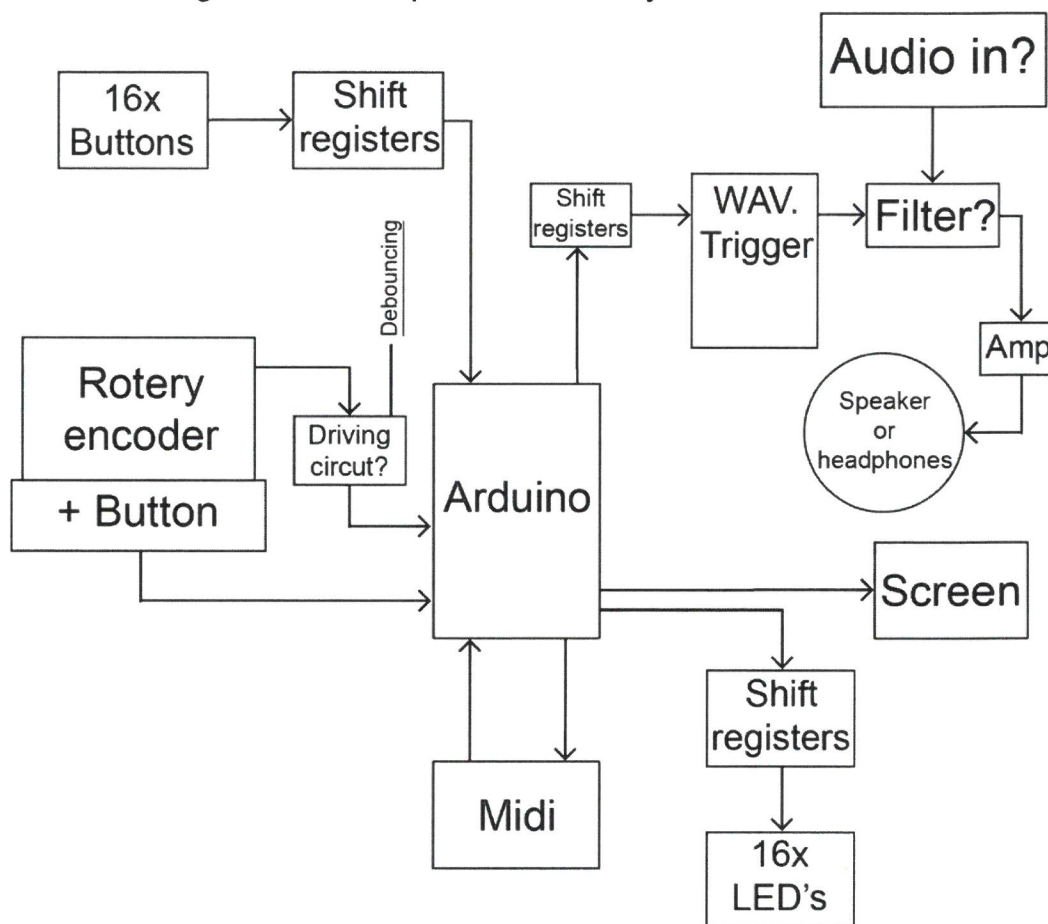 Audio in?
16x
Buttons
Shift
registers
Shift
registers
WAV.
Trigger
Filter?
Debouncing
Amp
Rotery
encoder
Driving
circut?
Speaker
or
headphones
+ Button
Arduino
Screen
Shift
registers
Midi
16x
LED's